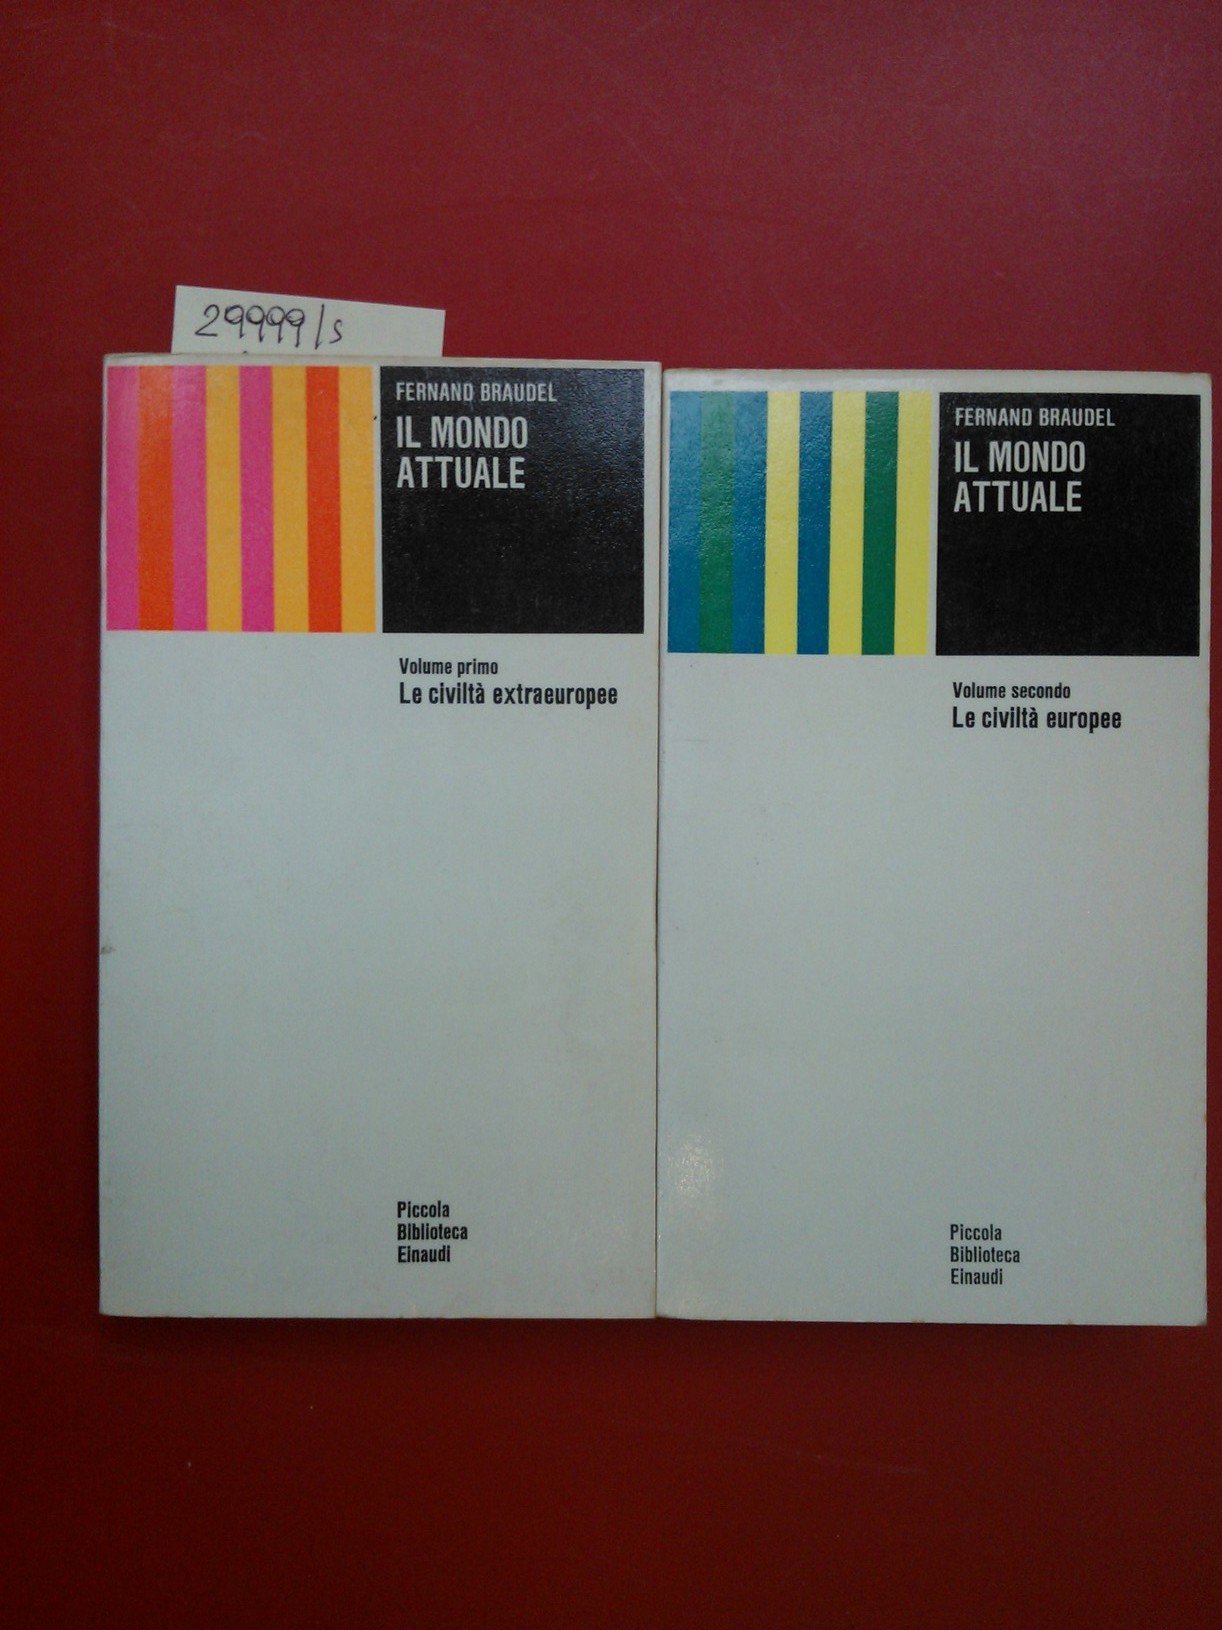 29999/s
FERNAND BRAUDEL
IL MONDO
ATTUALE
Volume primo
Le civiltà extraeuropee
Piccola
Biblioteca
Einaudi
FERNAND BRAUDEL
IL MONDO
ATTUALE
Volume secondo
Le civiltà europee
Piccola
Biblioteca
Einaudi